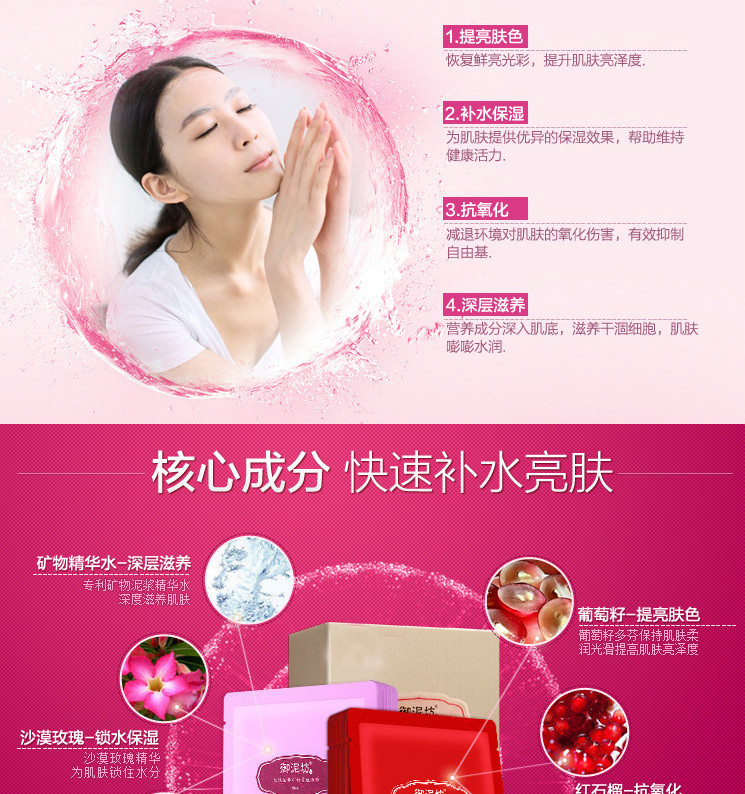 1.提亮肤色
恢复鲜亮光彩，提升肌肤亮泽度.
2.补水保湿
为肌肤提供优异的保湿效果，帮助维持
健康活力.
3.抗氧化
减退环境对肌肤的氧化伤害，有效抑制
自由基.
4.深层滋养
营养成分深入肌底，滋养干涸细胞，肌肤
嘭嘭水润.
核心成分 快速补水亮肤
矿物精华水-深层滋养
专利矿物泥浆精华水
深度滋养肌肤
葡萄籽-提亮肤色
葡萄籽多芬保持肌肤柔
润光滑提高肌肤亮泽度
沙漠玫瑰-锁水保湿
沙漠玫瑰精华
为肌肤锁住水分
红石榴-抗氧化
御泥坊
御泥坊
御泥坊